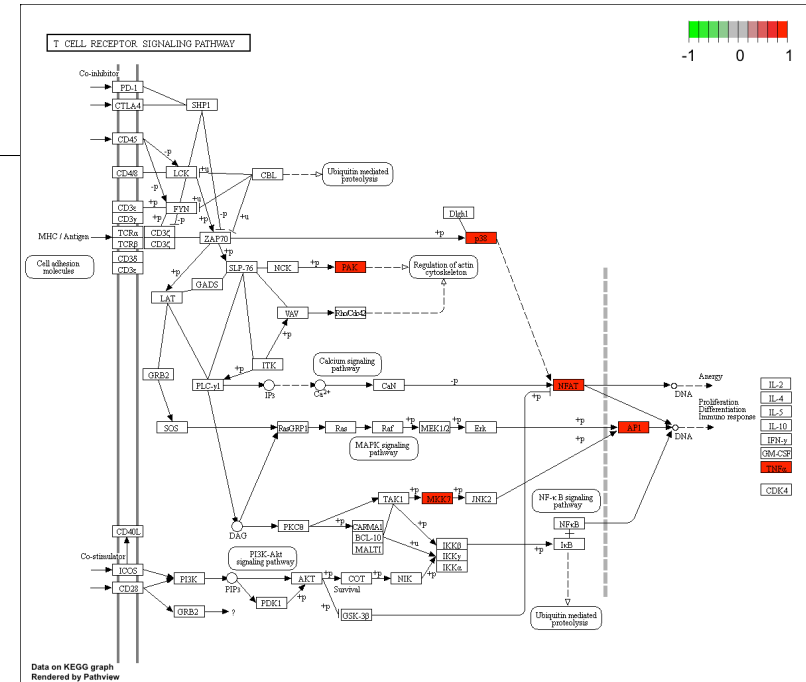 T CELL RECEPTOR SIGNALING PATHWAY
-1 0 1
Co-inhibitor
PD-1
CTLA4
SHP1
CD45
-p
CD4/8
LCK
+u
CBL
Ubiquitin mediated
proteolysis
-p
CD3ε
+p
FYN
CD3γ
+p
-p
+p
-p
+u
Dlgh1
MHC / Antigen
TCRα
CD3ζ
ZAP70
+p
p38
TCRβ
CD3ζ
Cell adhesion
molecules
CD3δ
CD3ε
+p
+p
SLP-76
NCK
+p
PAK
Regulation of actin
cytoskeleton
GADS
LAT
VAV
Rho/Cdc42
+p
ITK
Calcium signaling
pathway
GRB2
+p
PLC-γ1
IP3
Ca2+
CaN
-p
NFAT
+p
DNA
Anergy
Proliferation
Differentiation
Immuno response
SOS
RasGRP1
Ras
Raf
+p
MEK1/2
+p
Erk
+p
AP1
DNA
+p
MAPK signaling
pathway
IL-2
IL-4
IL-5
IL-10
IFN-γ
GM-CSF
TNFα
CDK4
TAK1
+p
MKK7
+p
JNK2
NF-κB signaling
pathway
DAG
PKCθ
+p
CARMA1
BCL-10
MALT1
+p
+u
IKKβ
IKKγ
IKKα
+p
NFκB
IκB
CD40L
Co-stimulator
PI3K-Akt
signaling pathway
ICOS
CD28
PI3K
PIP3
AKT
+p
COT
+p
NIK
+p
Survival
PDK1
+p
+p
GSK-3β
GRB2
?
Ubiquitin mediated
proteolysis
Data on KEGG graph
Rendered by Pathview